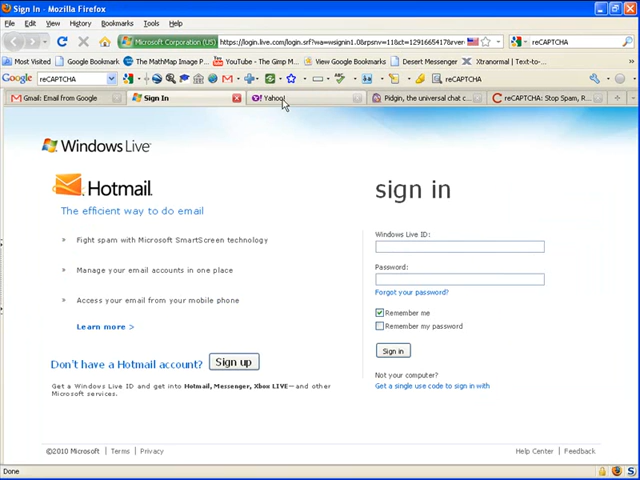 Sign In - Mozilla Firefox
File Edit View History Bookmarks Tools Help
Microsoft Corporation (US) https://login.live.com/login.srf?wa=wsignin1.0&rpsnv=11&ct=1291665417&rver= reCAPTCHA
Most Visited Desert Schools Google The MathMap Image P... YouTube - The Gimp M... View Google Bookmarks Desert Messenger Xtranormal | Text-to-...
Google reCAPTCHA reCAPTCHA
Gmail: Email from Google Sign In Yahoo! Pidgin, the universal chat c... reCAPTCHA: Stop Spam, R...
Windows Live
Hotmail
The efficient way to do email
» Fight spam with Microsoft SmartScreen technology
» Manage your email accounts in one place
» Access your email from your mobile phone
Learn more >
Don't have a Hotmail account? Sign up
Get a Windows Live ID and get into Hotmail, Messenger, Xbox LIVE—and other
Microsoft services.
sign in
Windows Live ID:
Password:
Forgot your password?
Remember me
Remember my password
Sign in
Not your computer?
Get a single use code to sign in with
©2010 Microsoft | Terms | Privacy Help Center | Feedback
Done